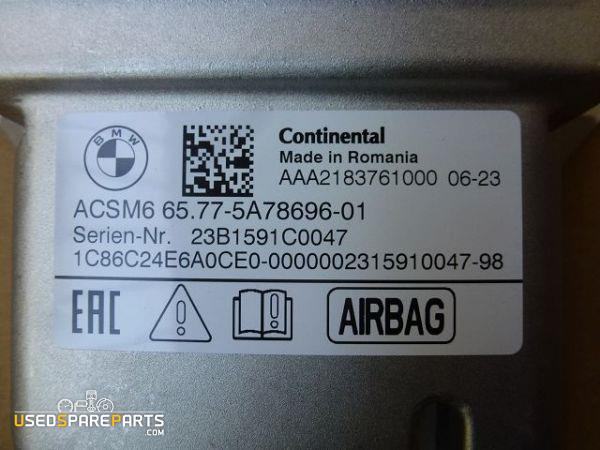 BMW
Continental
Made in Romania
AAA2183761000 06-23
ACSM6 65.77-5A78696-01
Serien-Nr. 23B1591C0047
1C86C24E6A0CE0-0000002315910047-98
EAC
AIRBAG
USEDSPAREPARTS
.COM